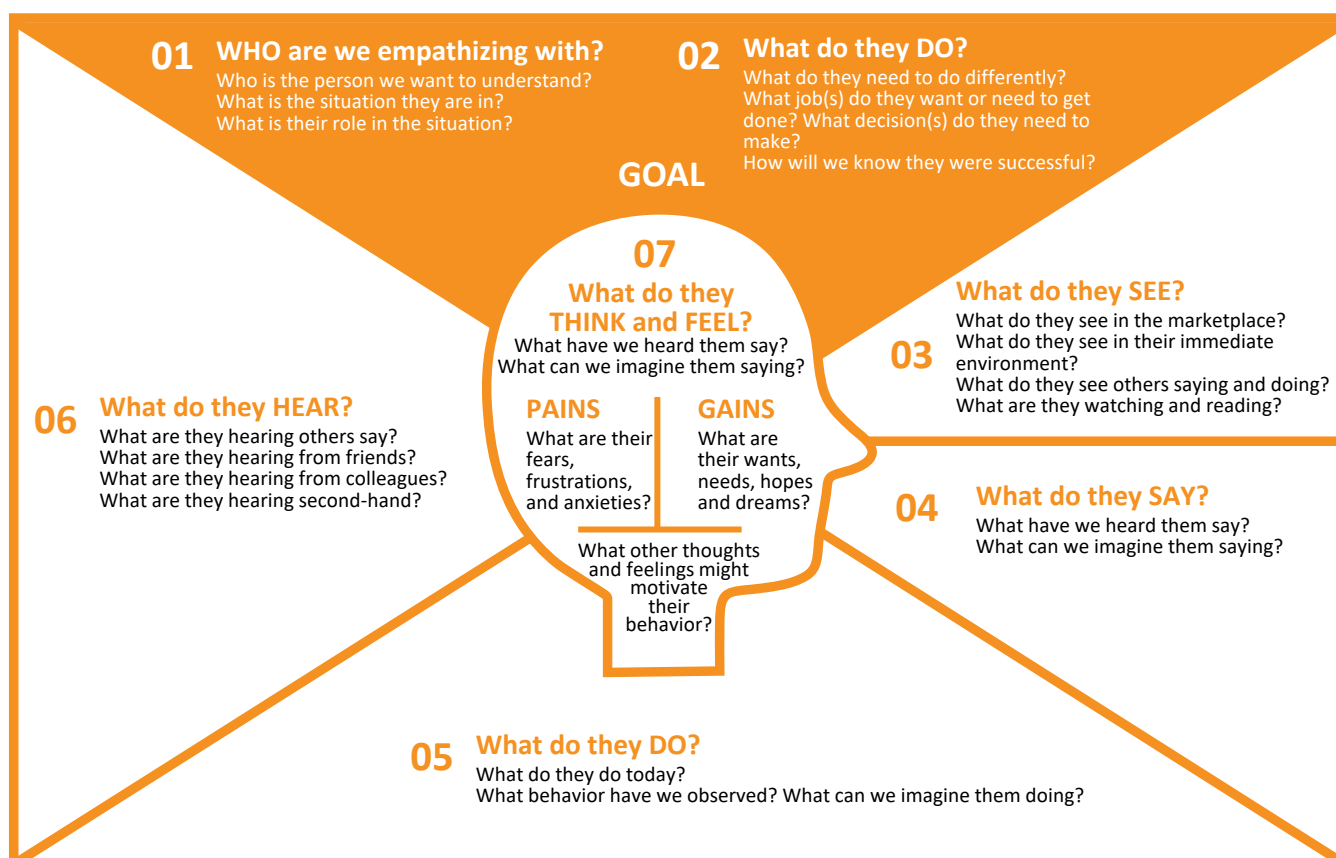 01
WHO are we empathizing with?
Who is the person we want to understand?
What is the situation they are in?
What is their role in the situation?
02
What do they DO?
What do they need to do differently?
What job(s) do they want or need to get
done? What decision(s) do they need to
make?
How will we know they were successful?
GOAL
03
What do they SEE?
What do they see in the marketplace?
What do they see in their immediate
environment?
What do they see others saying and doing?
What are they watching and reading?
04
What do they SAY?
What have we heard them say?
What can we imagine them saying?
05
What do they DO?
What do they do today?
What behavior have we observed? What can we imagine them doing?
06
What do they HEAR?
What are they hearing others say?
What are they hearing from friends?
What are they hearing from colleagues?
What are they hearing second-hand?
07
What do they
THINK and FEEL?
What have we heard them say?
What can we imagine them saying?
PAINS
What are their
fears,
frustrations,
and anxieties?
GAINS
What are
their wants,
needs, hopes
and dreams?
What other thoughts
and feelings might
motivate
their
behavior?